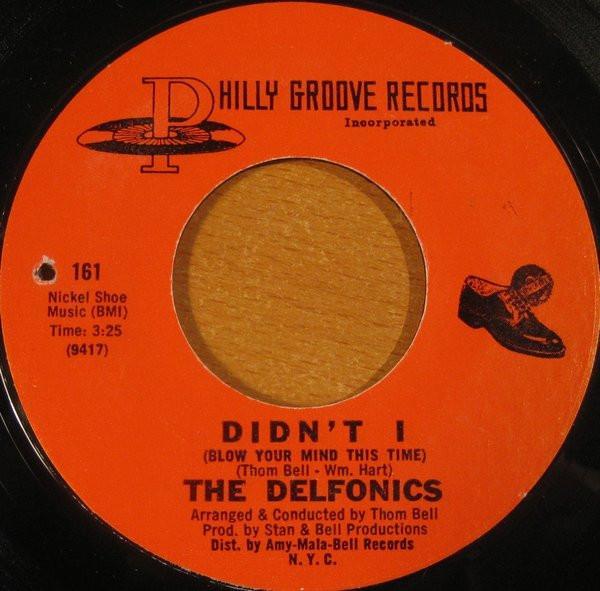 PHILLY GROOVE RECORDS
Incorporated
161
Nickel Shoe
Music (BMI)
Time: 3:25
(9417)
DIDN'T I
(BLOW YOUR MIND THIS TIME)
(Thom Bell - Wm. Hart)
THE DELFONICS
Arranged & Conducted by Thom Bell
Prod. by Stan & Bell Productions
Dist. by Amy-Mala-Bell Records
N.Y.C.